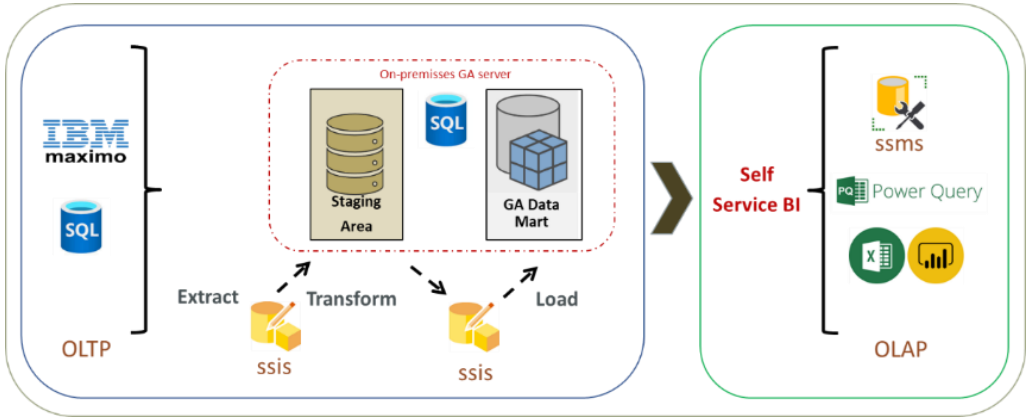 On-premisses GA server
IBM
maximo
SQL
OLTP
Staging
Area
SQL
GA Data
Mart
Extract
Transform
Load
ssis
ssis
Self
Service BI
ssms
PQ Power Query
X
OLAP